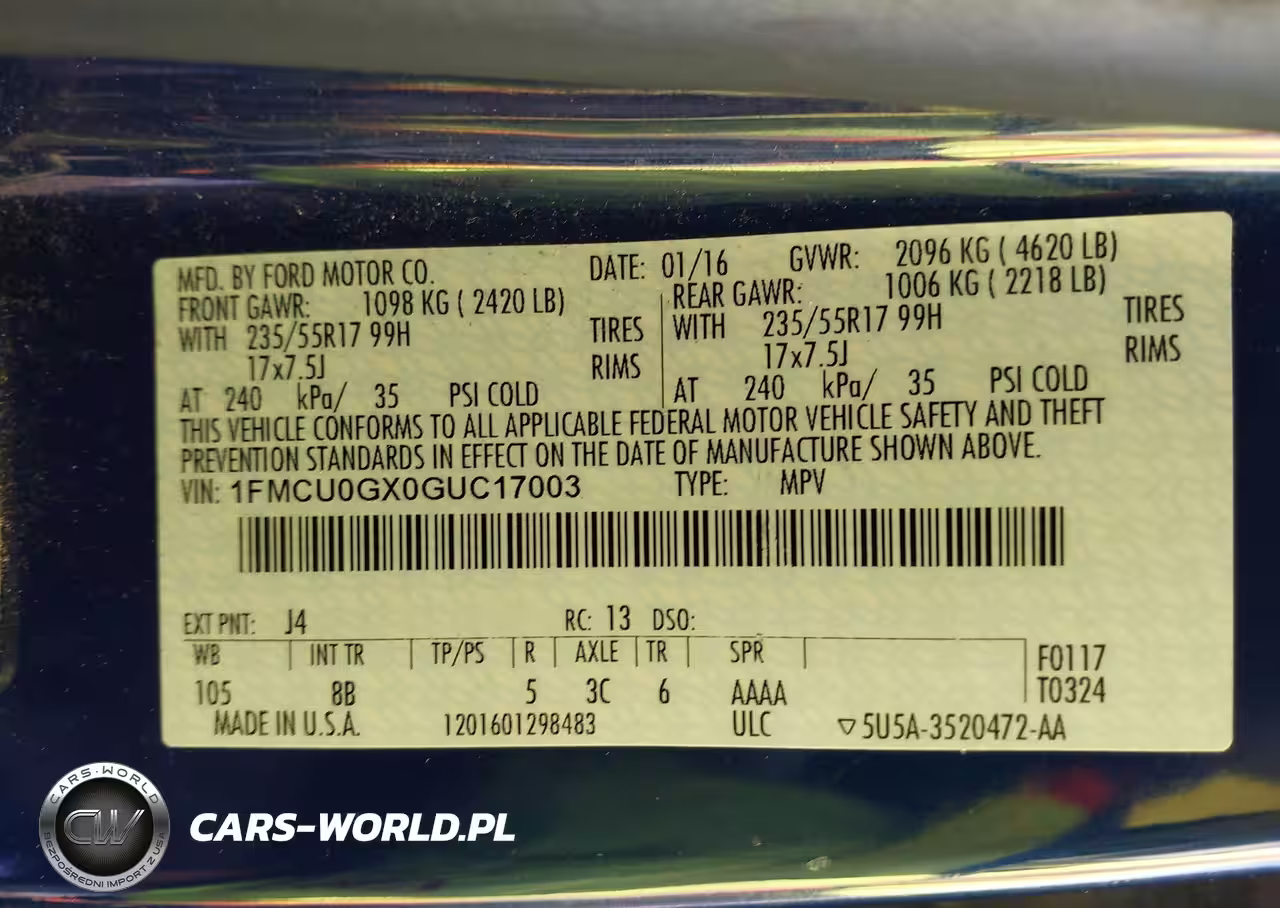 MFD. BY FORD MOTOR CO. DATE: 01/16 GVWR: 2096 KG ( 4620 LB)
FRONT GAWR: 1098 KG ( 2420 LB) REAR GAWR: 1006 KG ( 2218 LB)
WITH 235/55R17 99H TIRES WITH 235/55R17 99H TIRES
17x7.5J RIMS 17x7.5J RIMS
AT 240 kPa/ 35 PSI COLD AT 240 kPa/ 35 PSI COLD
THIS VEHICLE CONFORMS TO ALL APPLICABLE FEDERAL MOTOR VEHICLE SAFETY AND THEFT
PREVENTION STANDARDS IN EFFECT ON THE DATE OF MANUFACTURE SHOWN ABOVE.
VIN: 1FMCU0GX0GUC17003 TYPE: MPV
EXT PNT: J4 RC: 13 DSO:
WB INT TR TP/PS R AXLE TR SPR F0117
105 8B 5 3C 6 AAAA T0324
MADE IN U.S.A. 1201601298483 ULC ▽5U5A-3520472-AA
CARS-WORLD
CW
BEZPOŚREDNI IMPORT Z USA
CARS-WORLD.PL